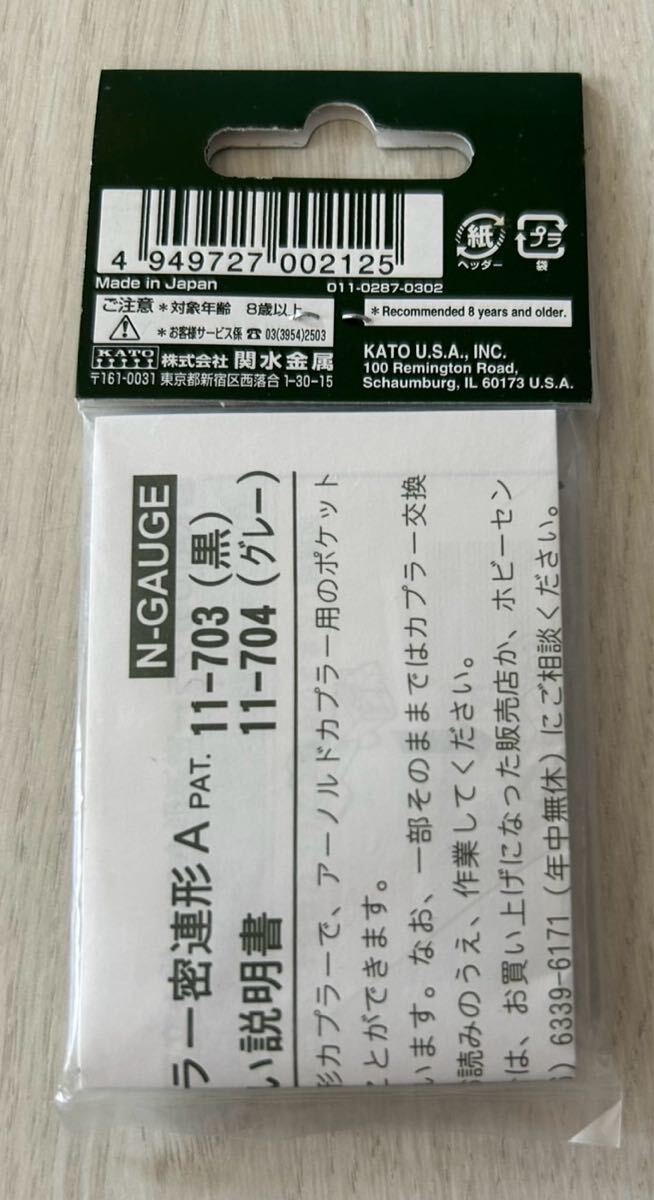 4 949727 002125
紙
ヘッダー
プラ
袋
Made in Japan
011-0287-0302
ご注意 *対象年齢 8歳以上
*お客様サービス係 ☎ 03(3954)2503
*Recommended 8 years and older.
KATO 株式会社 関水金属
〒161-0031 東京都新宿区西落合1-30-15
KATO U.S.A., INC.
100 Remington Road,
Schaumburg, IL 60173 U.S.A.
N-GAUGE
ラー密連形 A PAT. 11-703 (黒)
い説明書 11-704 (グレー)
形カプラーで、アーノルドカプラー用のポケット
ことができます。
います。なお、一部そのままではカプラー交換
読みのうえ、作業してください。
は、お買い上げになった販売店か、ホビーセン
) 6339-6171 (年中無休) にご相談ください。